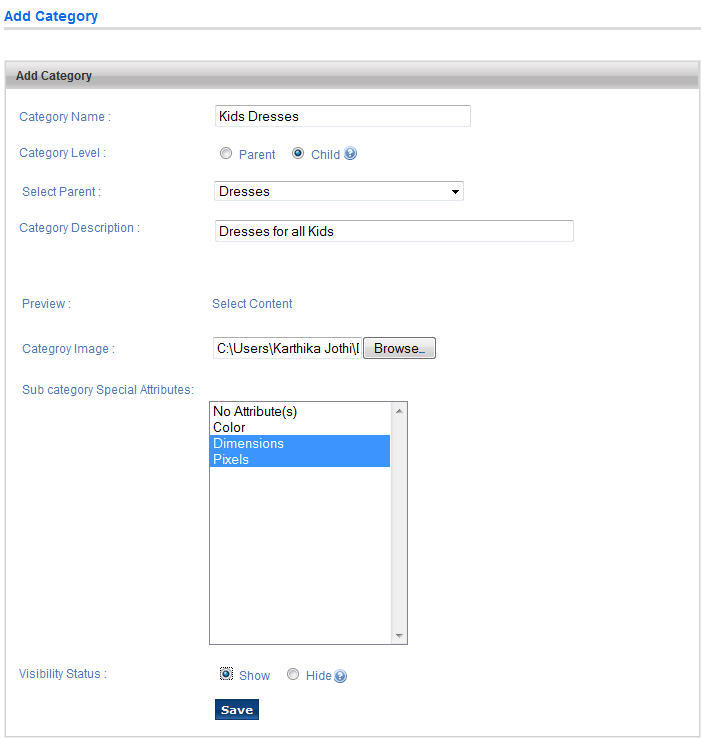 Add Category
Add Category
Category Name : Kids Dresses
Category Level : Parent Child ?
Select Parent : Dresses
Category Description : Dresses for all Kids
Preview : Select Content
Categroy Image : C:\Users\Karthika Jothi\[ Browse...
Sub category Special Attributes:
No Attribute(s)
Color
Dimensions
Pixels
Visibility Status : Show Hide ?
Save